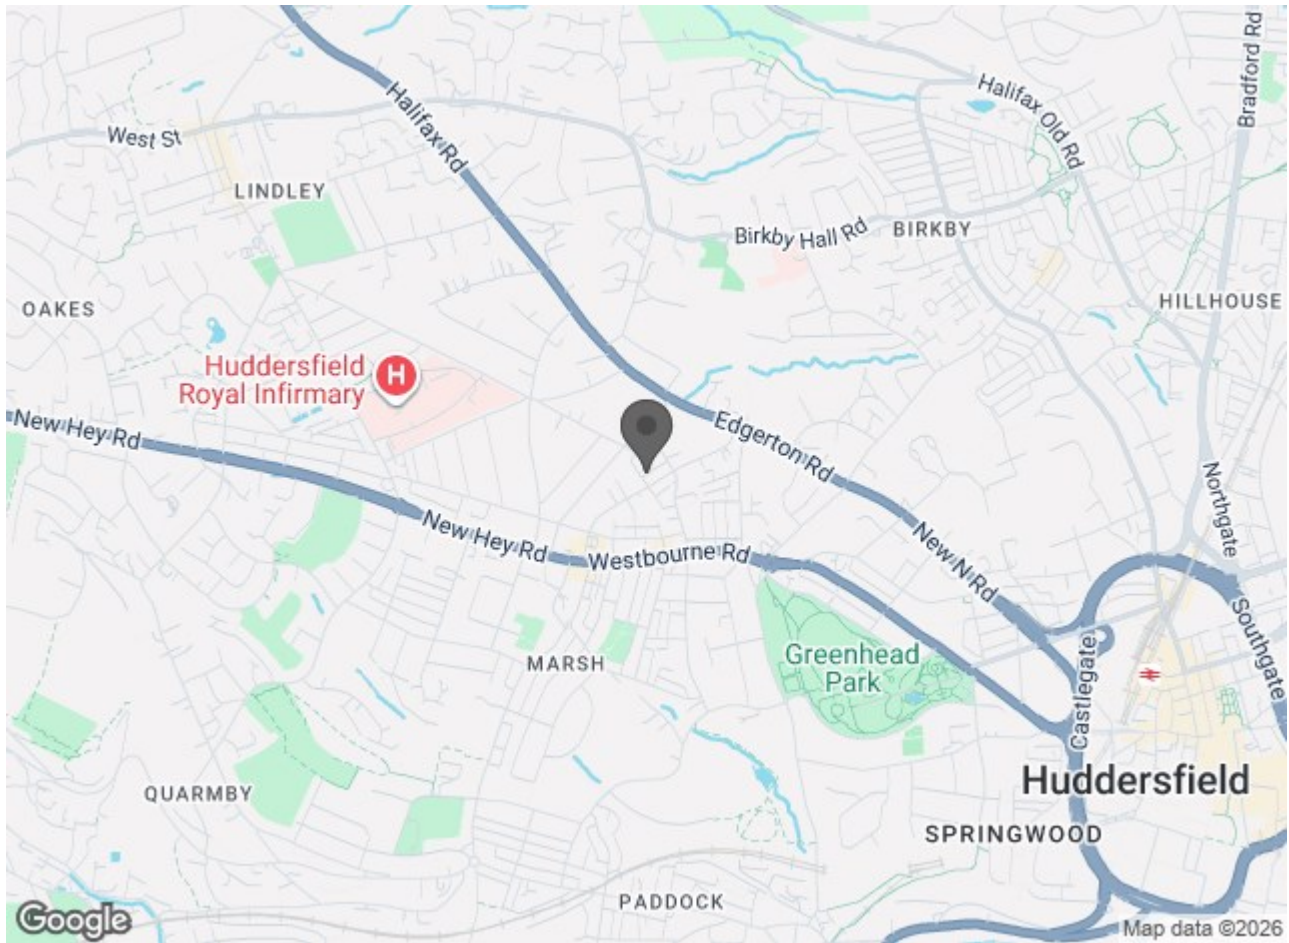 Bradford Rd
Halifax Old Rd
Halifax Rd
West St
LINDLEY
Birkby Hall Rd
BIRKBY
OAKES
HILLHOUSE
Huddersfield
Royal Infirmary
H
New Hey Rd
Edgerton Rd
Northgate
New Hey Rd
Westbourne Rd
New N Rd
Southgate
MARSH
Greenhead
Park
Castlegate
Huddersfield
QUARMBY
SPRINGWOOD
PADDOCK
Google
Map data ©2026